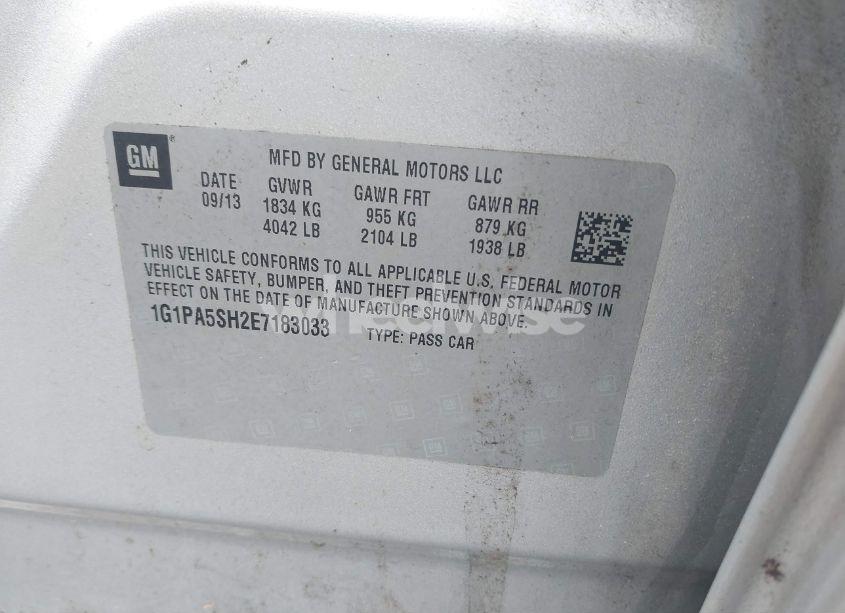 GM
MFD BY GENERAL MOTORS LLC
DATE GVWR GAWR FRT GAWR RR
09/13 1834 KG 955 KG 879 KG
4042 LB 2104 LB 1938 LB
THIS VEHICLE CONFORMS TO ALL APPLICABLE U.S. FEDERAL MOTOR
VEHICLE SAFETY, BUMPER, AND THEFT PREVENTION STANDARDS IN
EFFECT ON THE DATE OF MANUFACTURE SHOWN ABOVE.
1G1PA5SH2E7183033 TYPE: PASS CAR
wheelwise